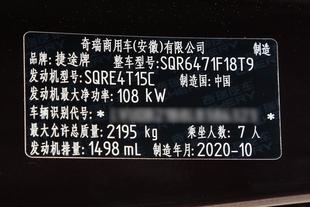 奇瑞商用车(安徽)有限公司 制造
品牌:捷途牌 整车型号:SQR6471F18T9
发动机型号:SQRE4T15C 制造国:中国
发动机最大净功率:108 kW
车辆识别代号:* *
最大允许总质量:2195 kg 乘坐人数:7 人
发动机排量:1498 mL 制造年月:2020-10